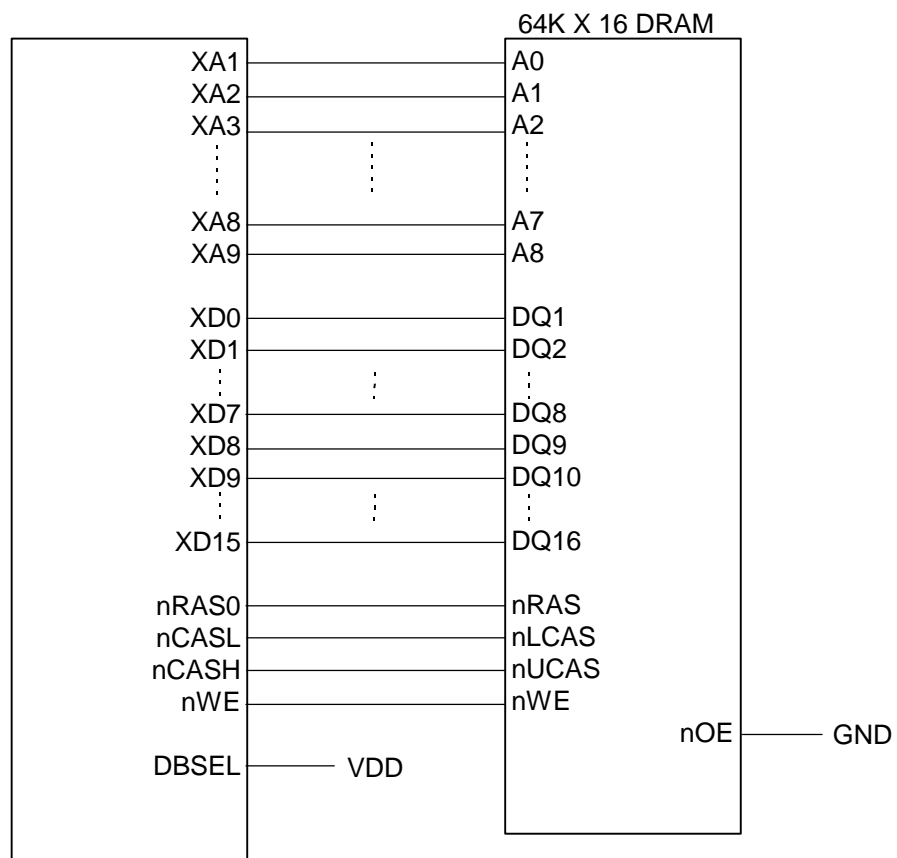 64K X 16 DRAM
XA1 A0
XA2 A1
XA3 A2
XA8 A7
XA9 A8
XD0 DQ1
XD1 DQ2
XD7 DQ8
XD8 DQ9
XD9 DQ10
XD15 DQ16
nRAS0 nRAS
nCASL nLCAS
nCASH nUCAS
nWE nWE
nOE GND
DBSEL VDD